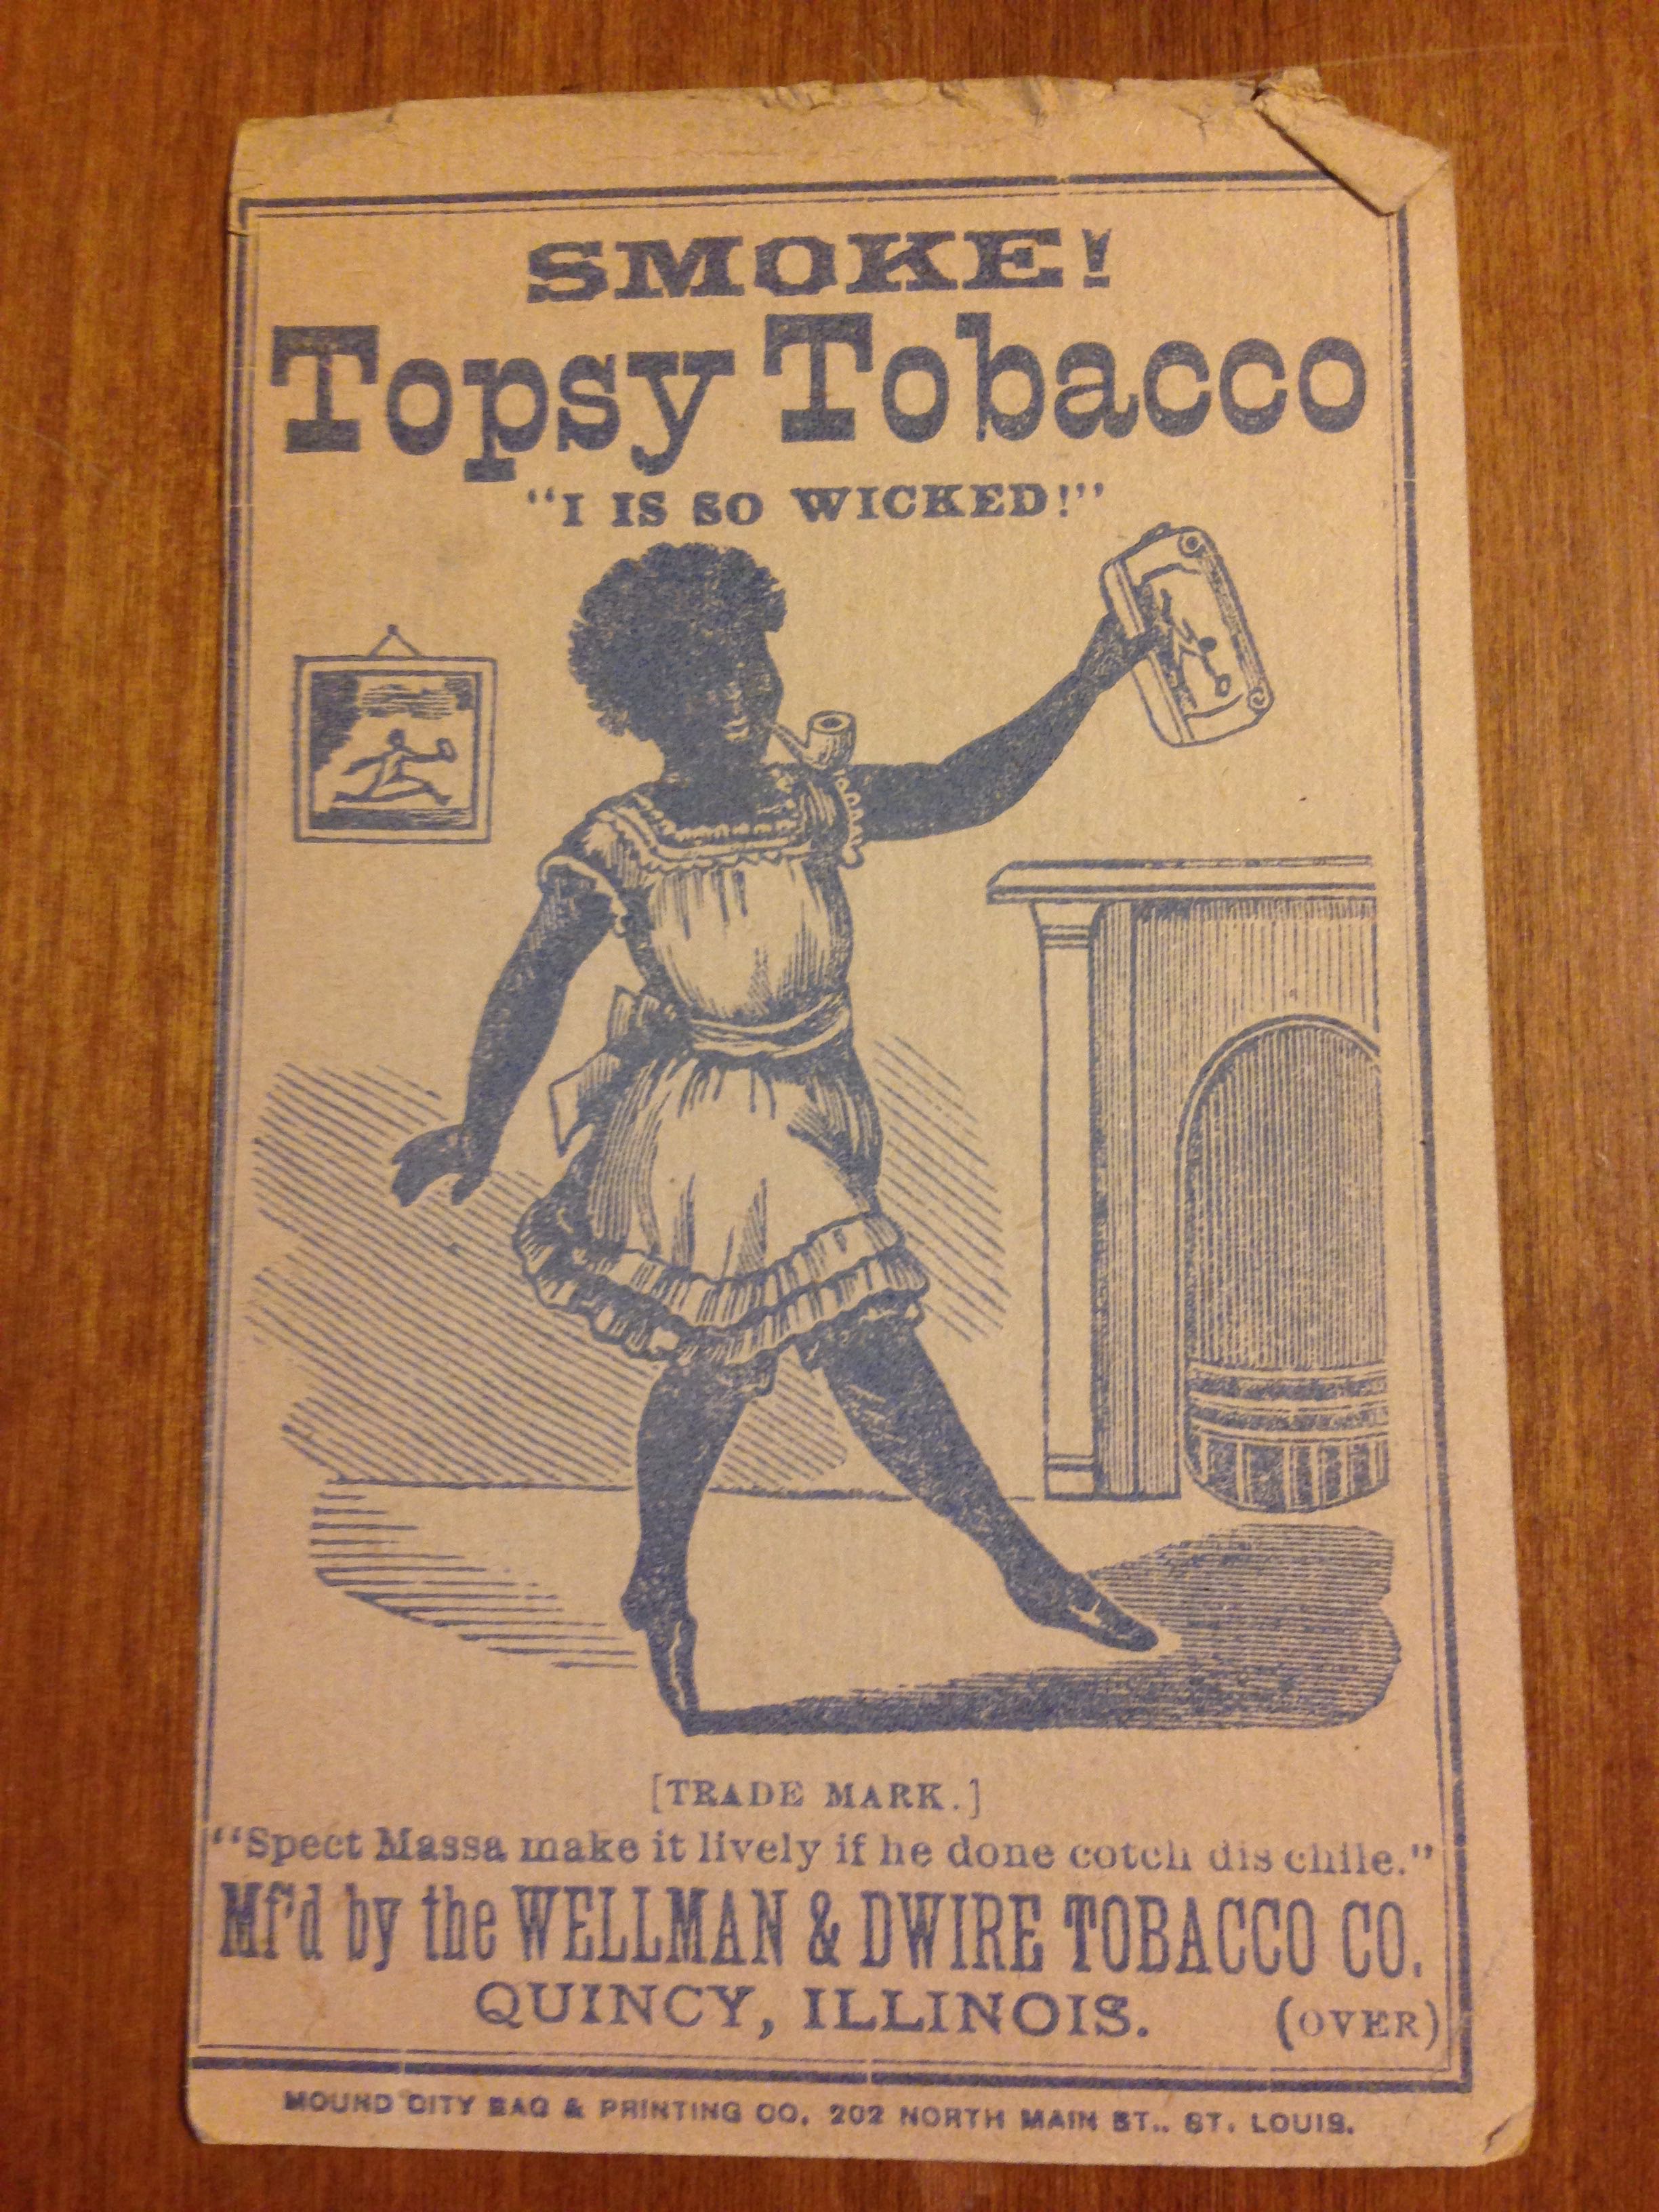 SMOKE!
Topsy Tobacco
“I IS SO WICKED!”
[TRADE MARK.]
“Spect Massa make it lively if he done cotch dis chile.”
Mf'd by the WELLMAN & DWIRE TOBACCO CO.
QUINCY, ILLINOIS. (OVER)
MOUND CITY BAG & PRINTING CO. 202 NORTH MAIN ST., ST. LOUIS.